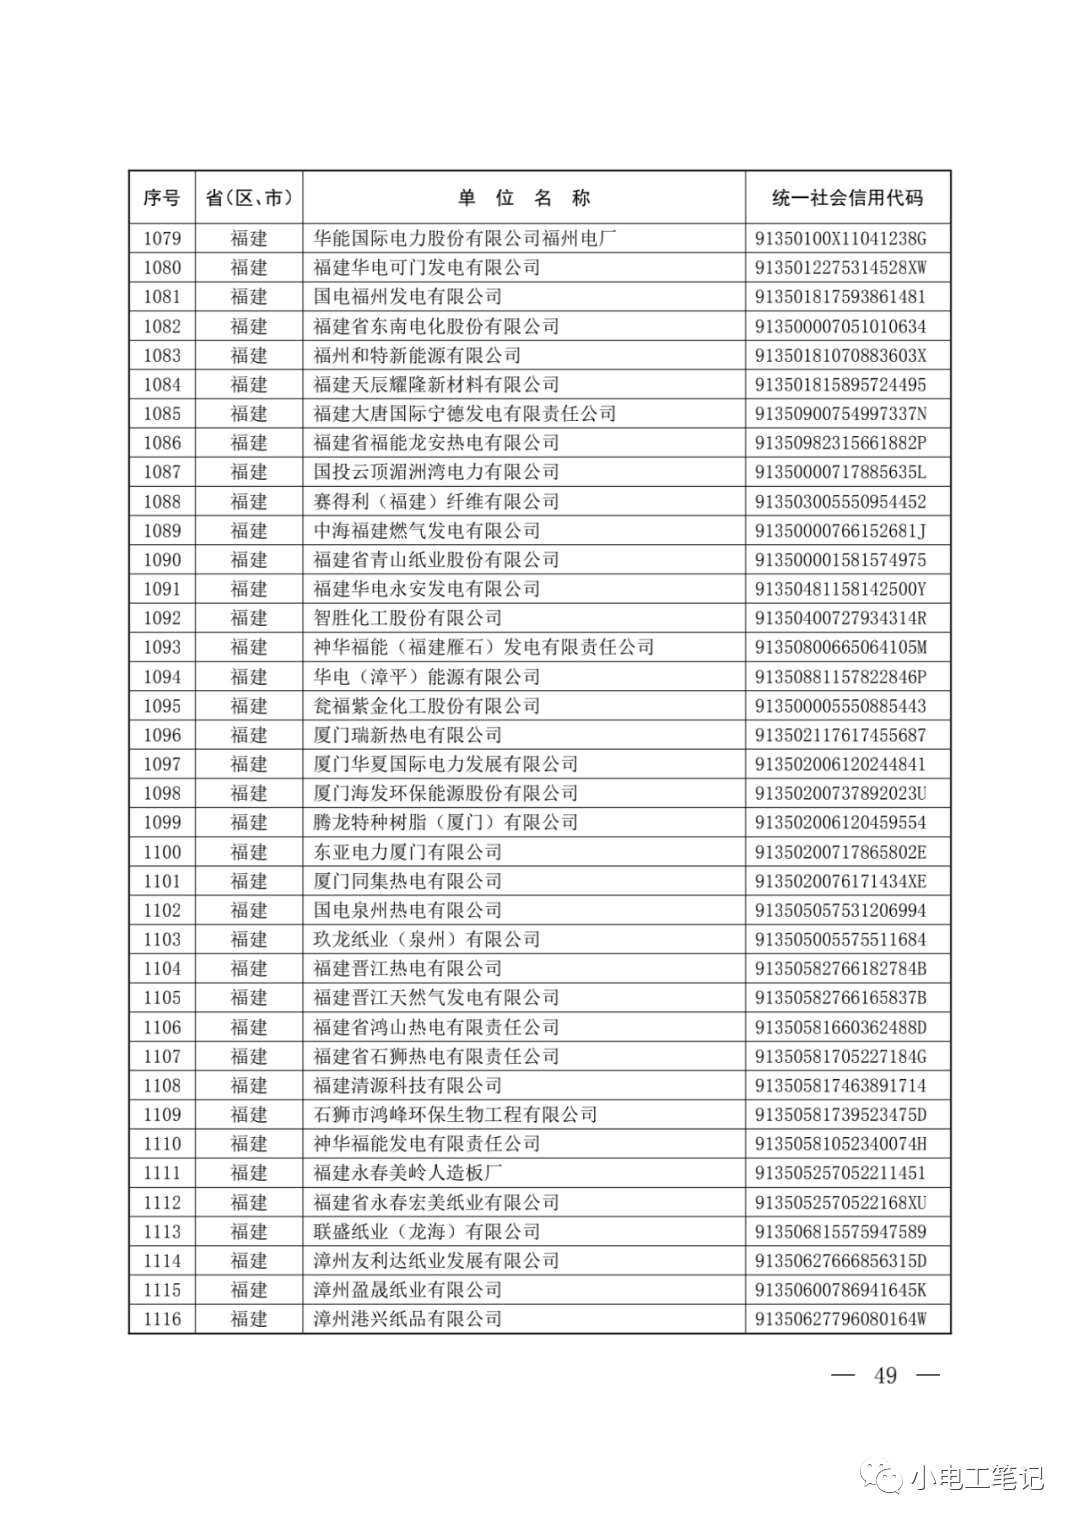 序号 省(区、市) 单位名称 统一社会信用代码
1079 福建 华能国际电力股份有限公司福州电厂 91350100X11041238G
1080 福建 福建华电可门发电有限公司 9135012275314528XW
1081 福建 国电福州发电有限公司 913501817593861481
1082 福建 福建省东南电化股份有限公司 913500007051010634
1083 福建 福州和特新能源有限公司 91350181070883603X
1084 福建 福建天辰耀隆新材料有限公司 913501815895724495
1085 福建 福建大唐国际宁德发电有限责任公司 91350900754997337N
1086 福建 福建省福能龙安热电有限公司 91350982315661882P
1087 福建 国投云顶湄洲湾电力有限公司 91350000717885635L
1088 福建 赛得利（福建）纤维有限公司 913503005550954452
1089 福建 中海福建燃气发电有限公司 91350000766152681J
1090 福建 福建省青山纸业股份有限公司 913500001581574975
1091 福建 福建华电永安发电有限公司 91350481158142500Y
1092 福建 智胜化工股份有限公司 91350400727934314R
1093 福建 神华福能（福建雁石）发电有限责任公司 91350800665064105M
1094 福建 华电（漳平）能源有限公司 91350881157822846P
1095 福建 瓮福紫金化工股份有限公司 913500005550885443
1096 福建 厦门瑞新热电有限公司 913502117617455687
1097 福建 厦门华夏国际电力发展有限公司 913502006120244841
1098 福建 厦门海发环保能源股份有限公司 91350200737892023U
1099 福建 腾龙特种树脂（厦门）有限公司 913502006120459554
1100 福建 东亚电力厦门有限公司 91350200717865802E
1101 福建 厦门同集热电有限公司 9135020076171434XE
1102 福建 国电泉州热电有限公司 913505057531206994
1103 福建 玖龙纸业（泉州）有限公司 913505005575511684
1104 福建 福建晋江热电有限公司 91350582766182784B
1105 福建 福建晋江天然气发电有限公司 91350582766165837B
1106 福建 福建省鸿山热电有限责任公司 91350581660362488D
1107 福建 福建省石狮热电有限责任公司 91350581705227184G
1108 福建 福建清源科技有限公司 913505817463891714
1109 福建 石狮市鸿峰环保生物工程有限公司 91350581739523475D
1110 福建 神华福能发电有限责任公司 91350581052340074H
1111 福建 福建永春美岭人造板厂 913505257052211451
1112 福建 福建省永春宏美纸业有限公司 9135052570522168XU
1113 福建 联盛纸业（龙海）有限公司 913506815575947589
1114 福建 漳州友利达纸业发展有限公司 91350627666856315D
1115 福建 漳州盈晟纸业有限公司 91350600786941645K
1116 福建 漳州港兴纸品有限公司 91350627796080164W
— 49 —
小电工笔记